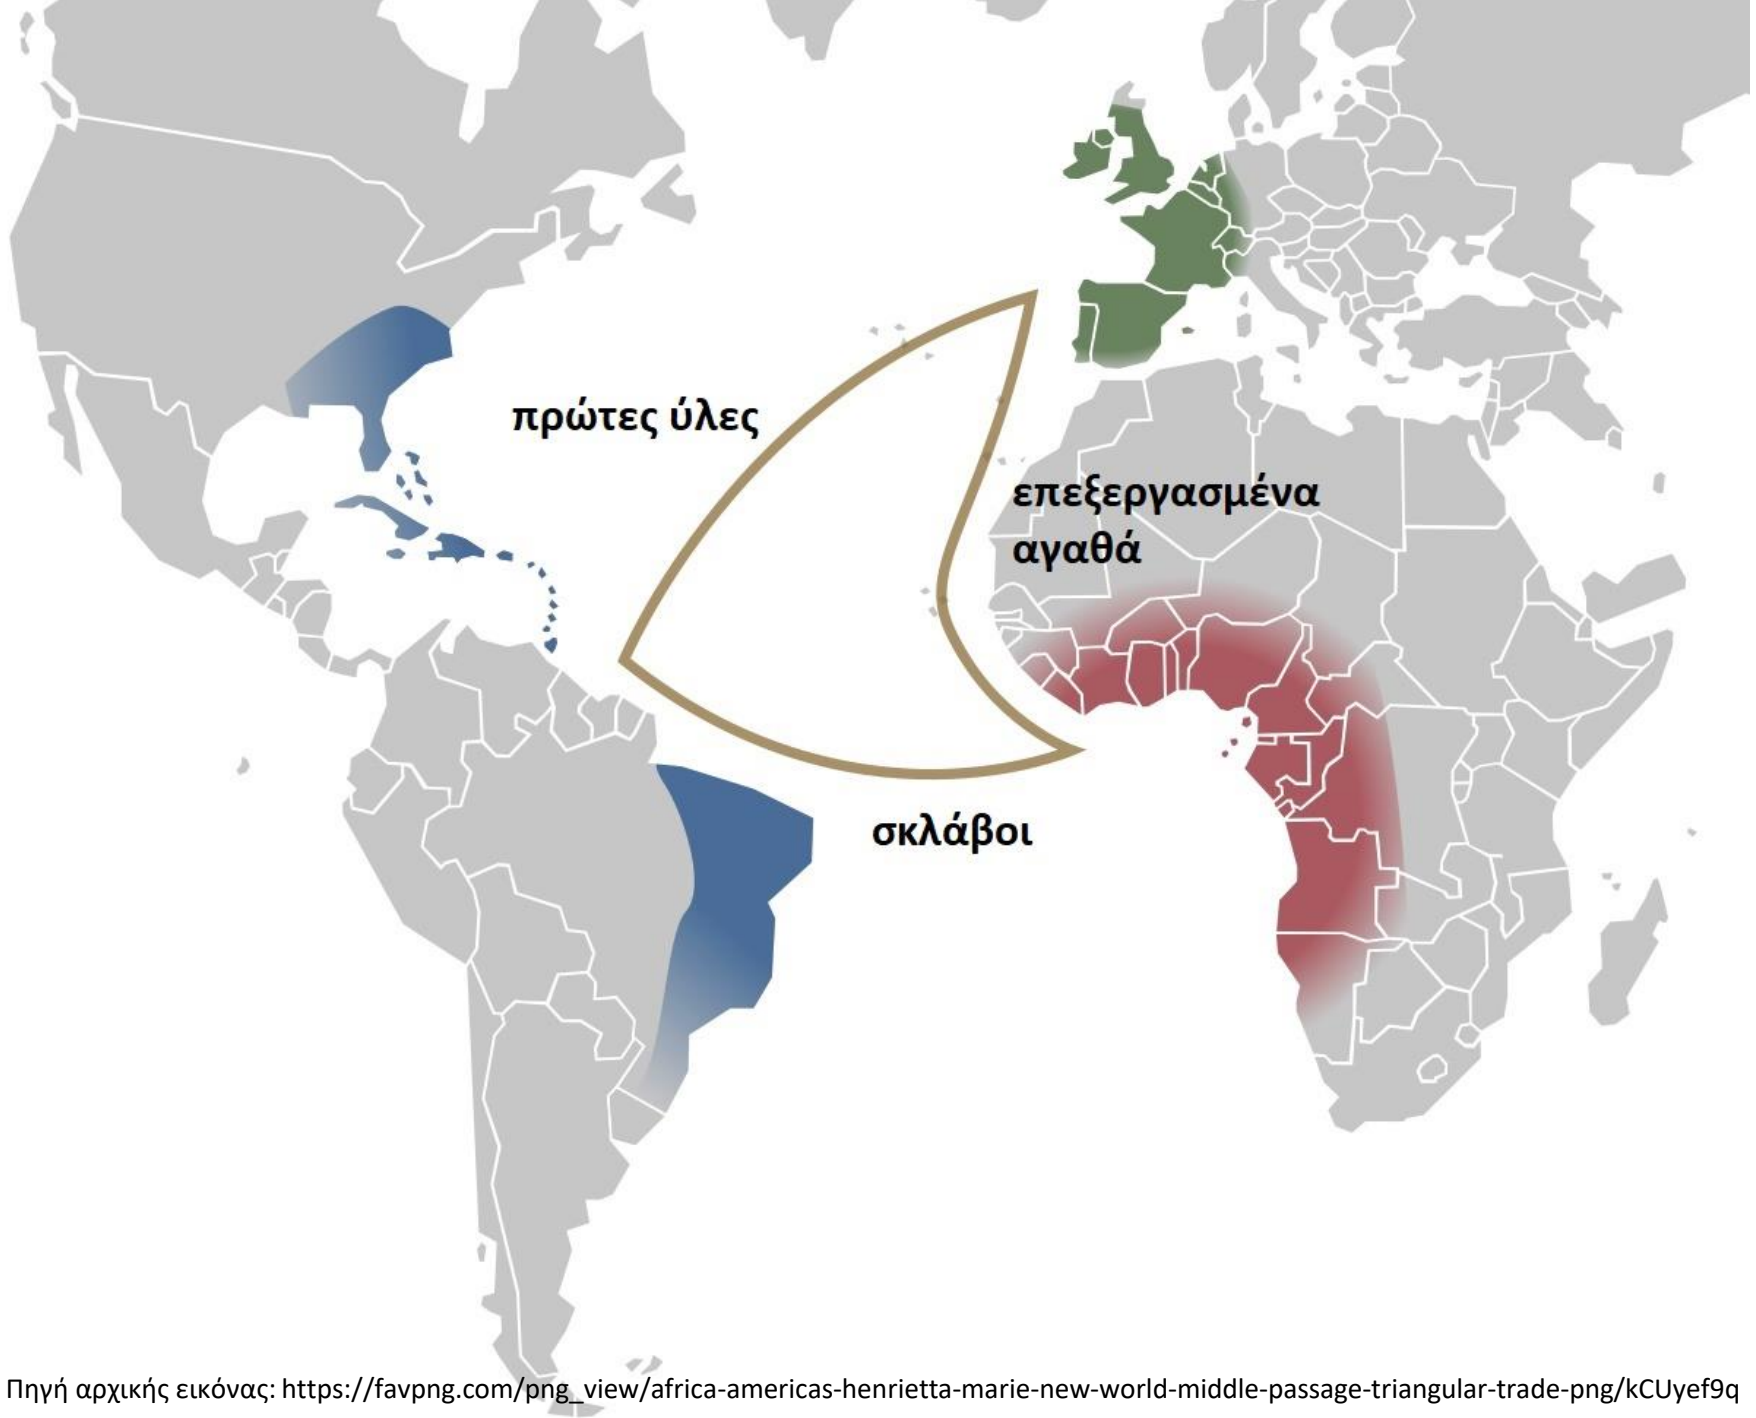 πρώτες ύλες
επεξεργασμένα
αγαθά
σκλάβοι
Πηγή αρχικής εικόνας: https://favpng.com/png_view/africa-americas-henrietta-marie-new-world-middle-passage-triangular-trade-png/kCUyef9q